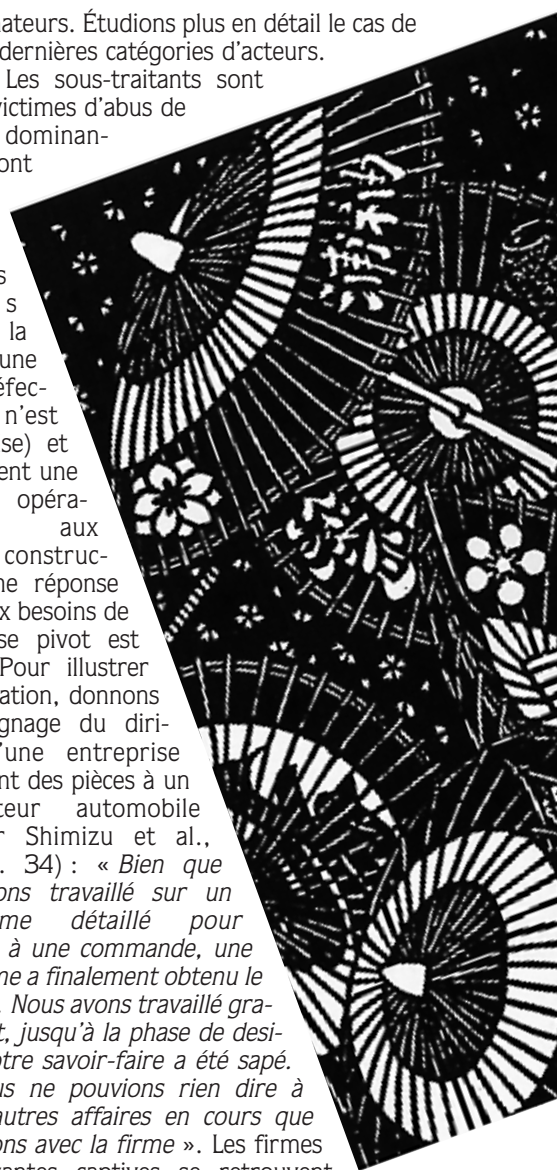 ateurs. Étudions plus en détail le cas de
dernières catégories d'acteurs.
Les sous-traitants sont
victimes d'abus de
dominan-
ont
s
s
la
une
éfec-
n'est
se) et
ent une
opéra-
aux
construc-
ne réponse
x besoins de
se pivot est
Pour illustrer
ation, donnons
gnage du diri-
'une entreprise
nt des pièces à un
teur automobile
r Shimizu et al.,
. 34) : « Bien que
ons travaillé sur un
me détaillé pour
à une commande, une
me a finalement obtenu le
. Nous avons travaillé gra-
t, jusqu'à la phase de desi-
otre savoir-faire a été sapé.
us ne pouvions rien dire à
autres affaires en cours que
ons avec la firme ». Les firmes
antes captives se retrouvent